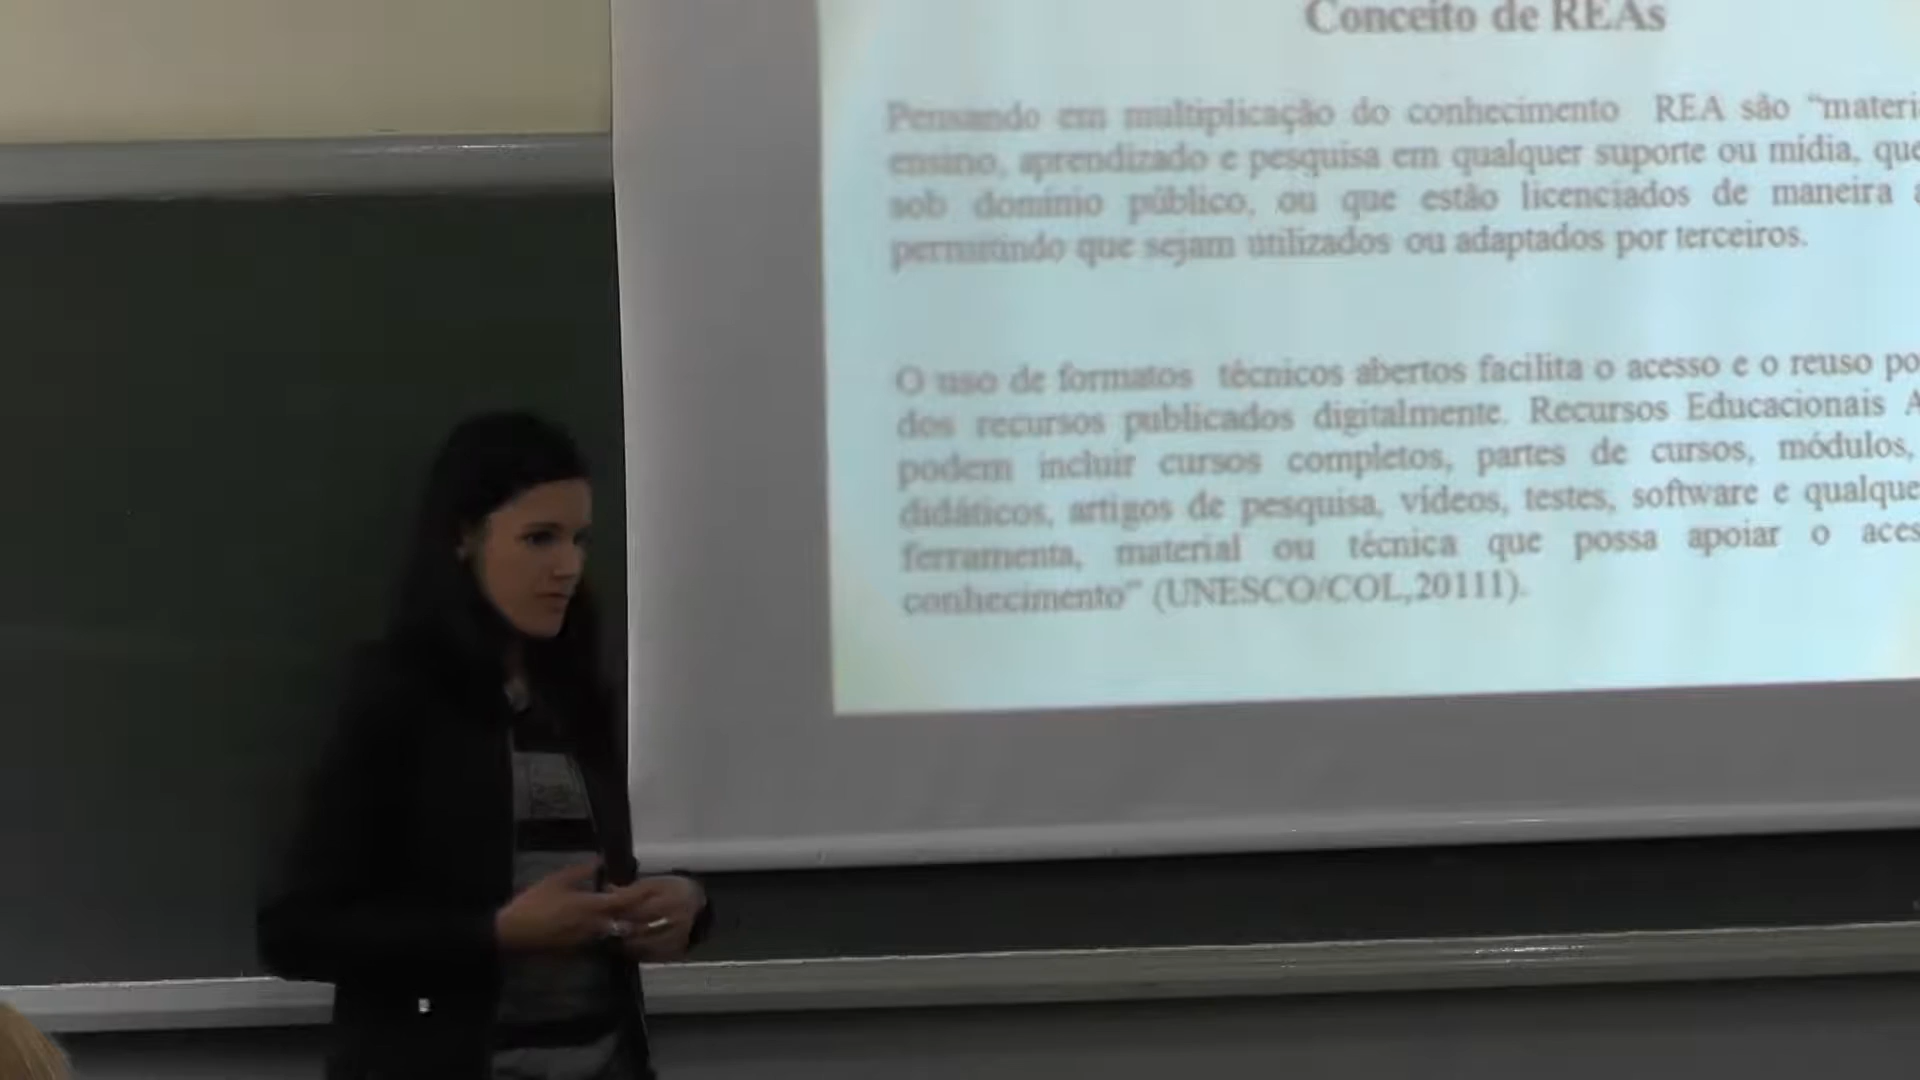 Conceito de REAs
Pensando em multiplicação do conhecimento REA são “materi
ensino, aprendizado e pesquisa em qualquer suporte ou mídia, que
sob domínio público, ou que estão licenciados de maneira a
permitindo que sejam utilizados ou adaptados por terceiros.
O uso de formatos técnicos abertos facilita o acesso e o reuso po
dos recursos publicados digitalmente. Recursos Educacionais A
podem incluir cursos completos, partes de cursos, módulos,
didáticos, artigos de pesquisa, vídeos, testes, software e qualque
ferramenta, material ou técnica que possa apoiar o aces
conhecimento” (UNESCO/COL,20111).